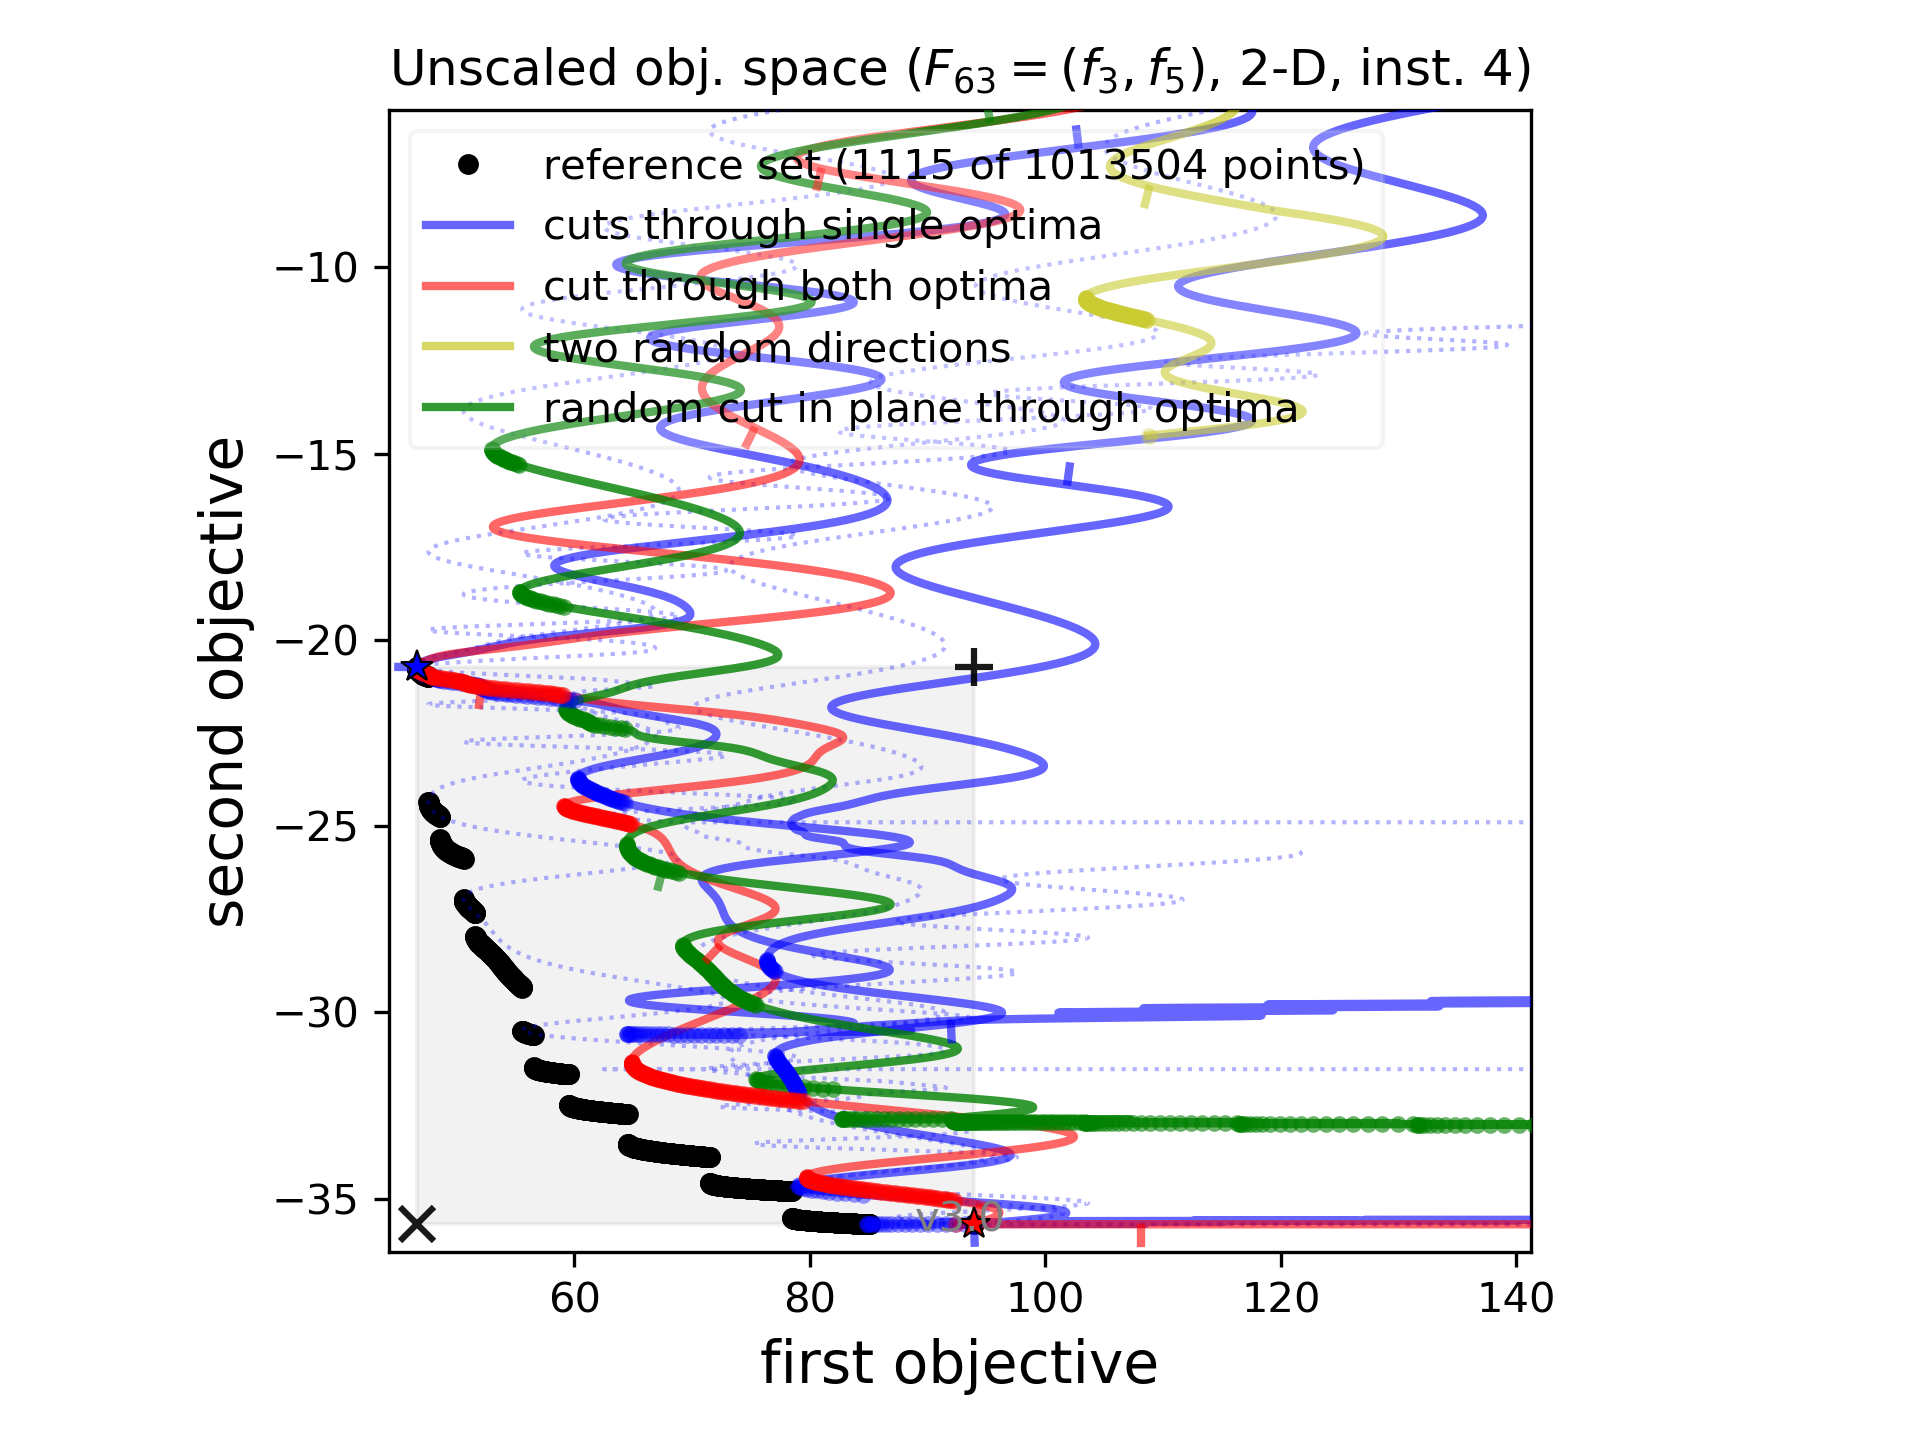 Unscaled obj. space (F₆₃ = (f₃, f₅), 2-D, inst. 4)
reference set (1115 of 1013504 points)
cuts through single optima
cut through both optima
two random directions
random cut in plane through optima
second objective
−10
−15
−20
−25
−30
−35
v3.0
60 80 100 120 140
first objective